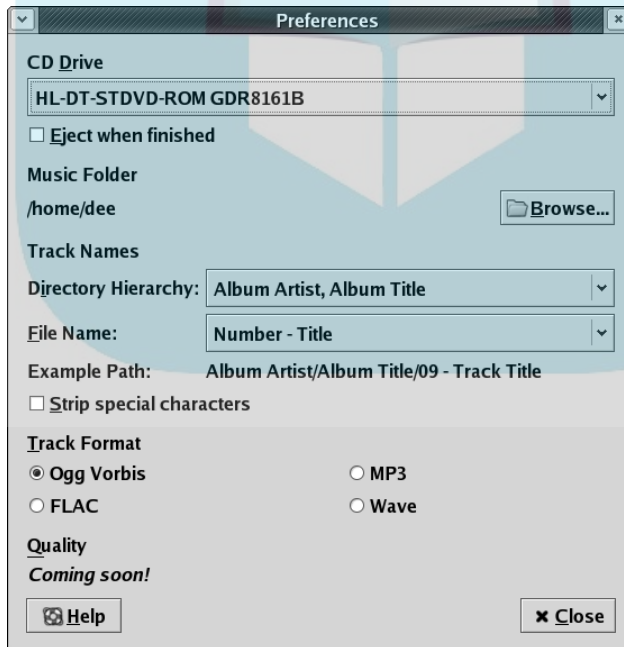 Preferences
CD Drive
HL-DT-STDVD-ROM GDR8161B
Eject when finished
Music Folder
/home/dee
Browse...
Track Names
Directory Hierarchy: Album Artist, Album Title
File Name: Number - Title
Example Path: Album Artist/Album Title/09 - Track Title
Strip special characters
Track Format
Ogg Vorbis MP3
FLAC Wave
Quality
Coming soon!
Help Close